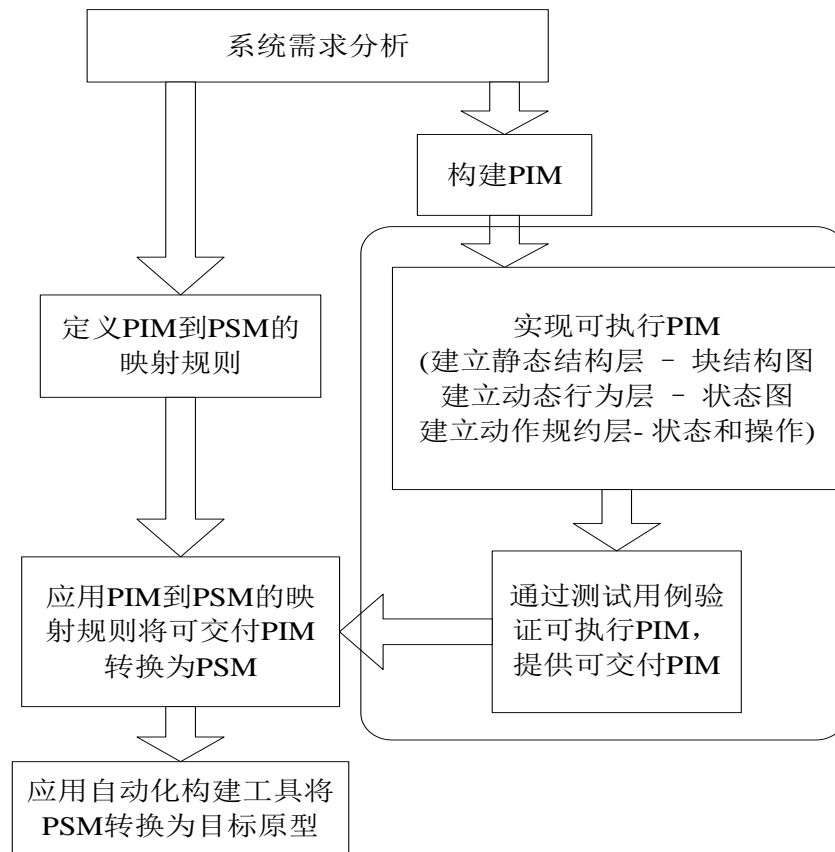 系统需求分析
构建PIM
定义PIM到PSM的
映射规则
实现可执行PIM
(建立静态结构层 - 块结构图
建立动态行为层 - 状态图
建立动作规约层- 状态和操作)
应用PIM到PSM的映
射规则将可交付PIM
转换为PSM
通过测试用例验
证可执行PIM，
提供可交付PIM
应用自动化构建工具将
PSM转换为目标原型